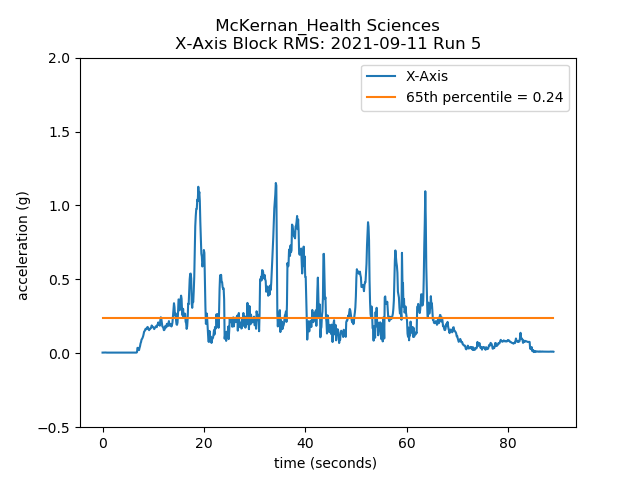 McKernan_Health Sciences
X-Axis Block RMS: 2021-09-11 Run 5
X-Axis
65th percentile = 0.24
2.0
1.5
1.0
0.5
0.0
−0.5
acceleration (g)
0 20 40 60 80
time (seconds)